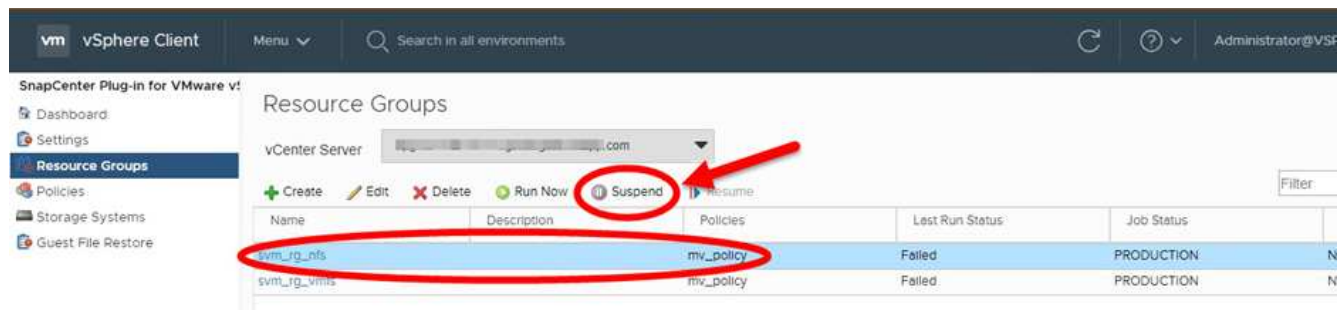 vm vSphere Client Menu Search in all environments Administrator@VSP
SnapCenter Plug-in for VMware vS
Dashboard
Settings
Resource Groups
Policies
Storage Systems
Guest File Restore
Resource Groups
vCenter Server .com
Create Edit Delete Run Now Suspend Resume Filter
Name Description Policies Last Run Status Job Status
svm_rg_nfs mv_policy Failed PRODUCTION N
svm_rg_vmfs mv_policy Failed PRODUCTION N